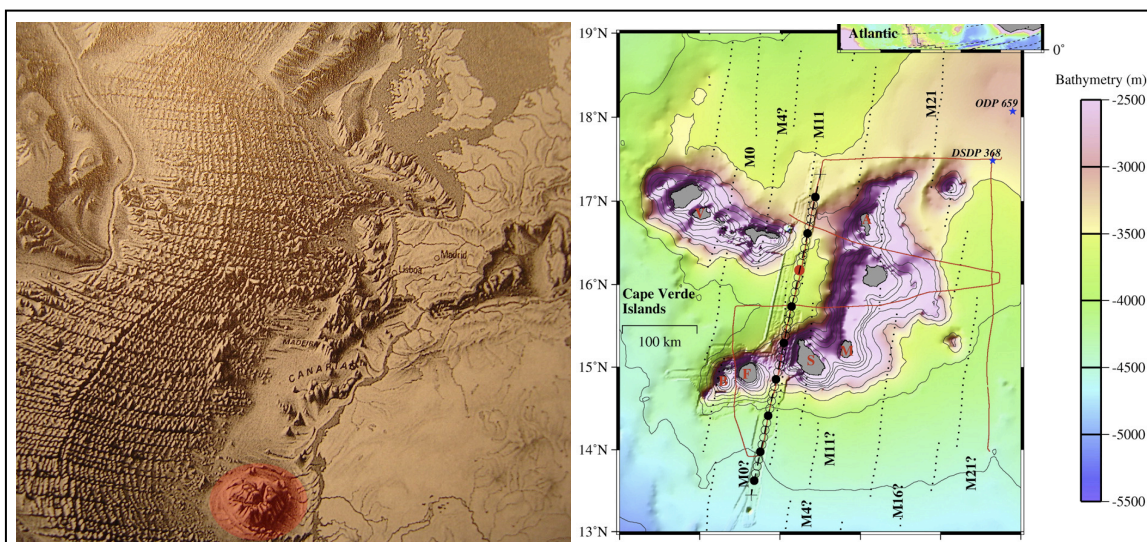 Madrid
Lisboa
MADEIRA
CANARIAS
Atlantic
0°
19°N
18°N
17°N
16°N
15°N
14°N
13°N
M0
M4?
M11
M21
ODP 659
DSDP 368
Cape Verde
Islands
100 km
F
S
M
M0?
M4?
M11?
M16?
M21?
Bathymetry (m)
-2500
-3000
-3500
-4000
-4500
-5000
-5500